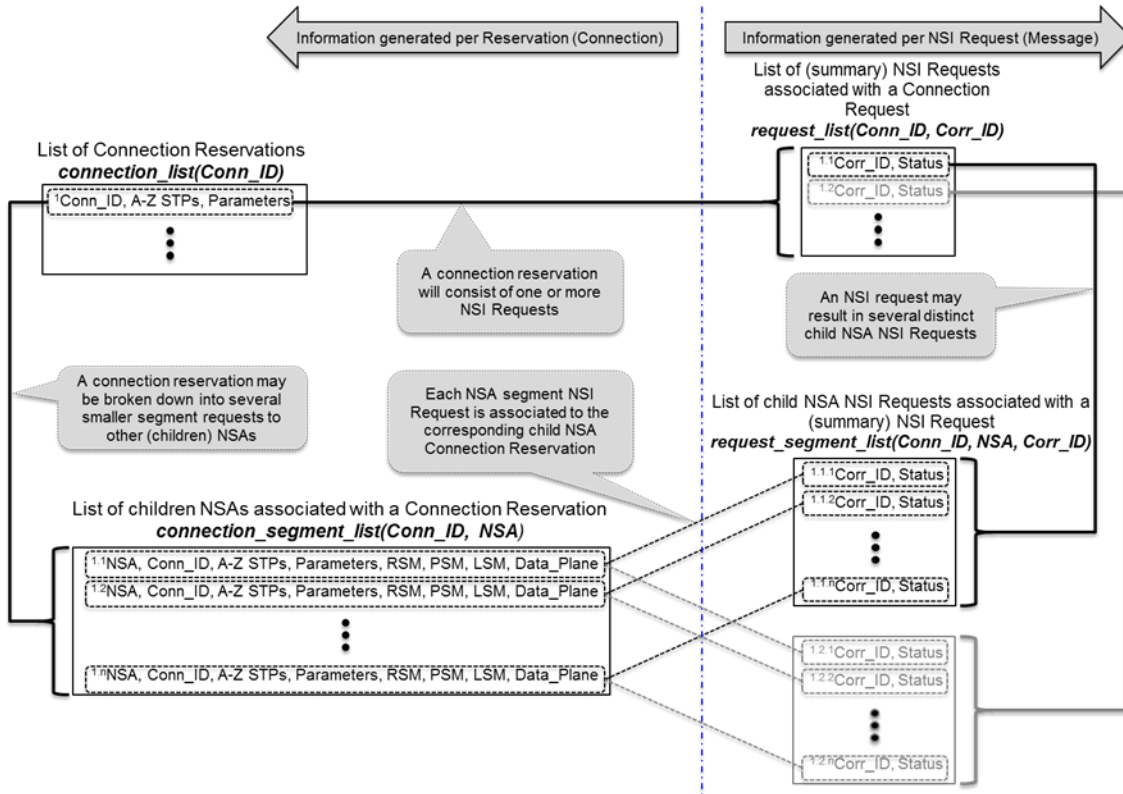 Information generated per Reservation (Connection)
Information generated per NSI Request (Message)
List of (summary) NSI Requests
associated with a Connection
Request
request_list(Conn_ID, Corr_ID)
1.1Corr_ID, Status
1.2Corr_ID, Status
List of Connection Reservations
connection_list(Conn_ID)
1Conn_ID, A-Z STPs, Parameters
A connection reservation
will consist of one or more
NSI Requests
An NSI request may
result in several distinct
child NSA NSI Requests
A connection reservation may
be broken down into several
smaller segment requests to
other (children) NSAs
Each NSA segment NSI
Request is associated to the
corresponding child NSA
Connection Reservation
List of child NSA NSI Requests associated with a
(summary) NSI Request
request_segment_list(Conn_ID, NSA, Corr_ID)
1.1.1Corr_ID, Status
1.1.2Corr_ID, Status
1.1.nCorr_ID, Status
List of children NSAs associated with a Connection Reservation
connection_segment_list(Conn_ID, NSA)
1.1NSA, Conn_ID, A-Z STPs, Parameters, RSM, PSM, LSM, Data_Plane
1.2NSA, Conn_ID, A-Z STPs, Parameters, RSM, PSM, LSM, Data_Plane
1.nNSA, Conn_ID, A-Z STPs, Parameters, RSM, PSM, LSM, Data_Plane
1.2.1Corr_ID, Status
1.2.2Corr_ID, Status
1.2.nCorr_ID, Status